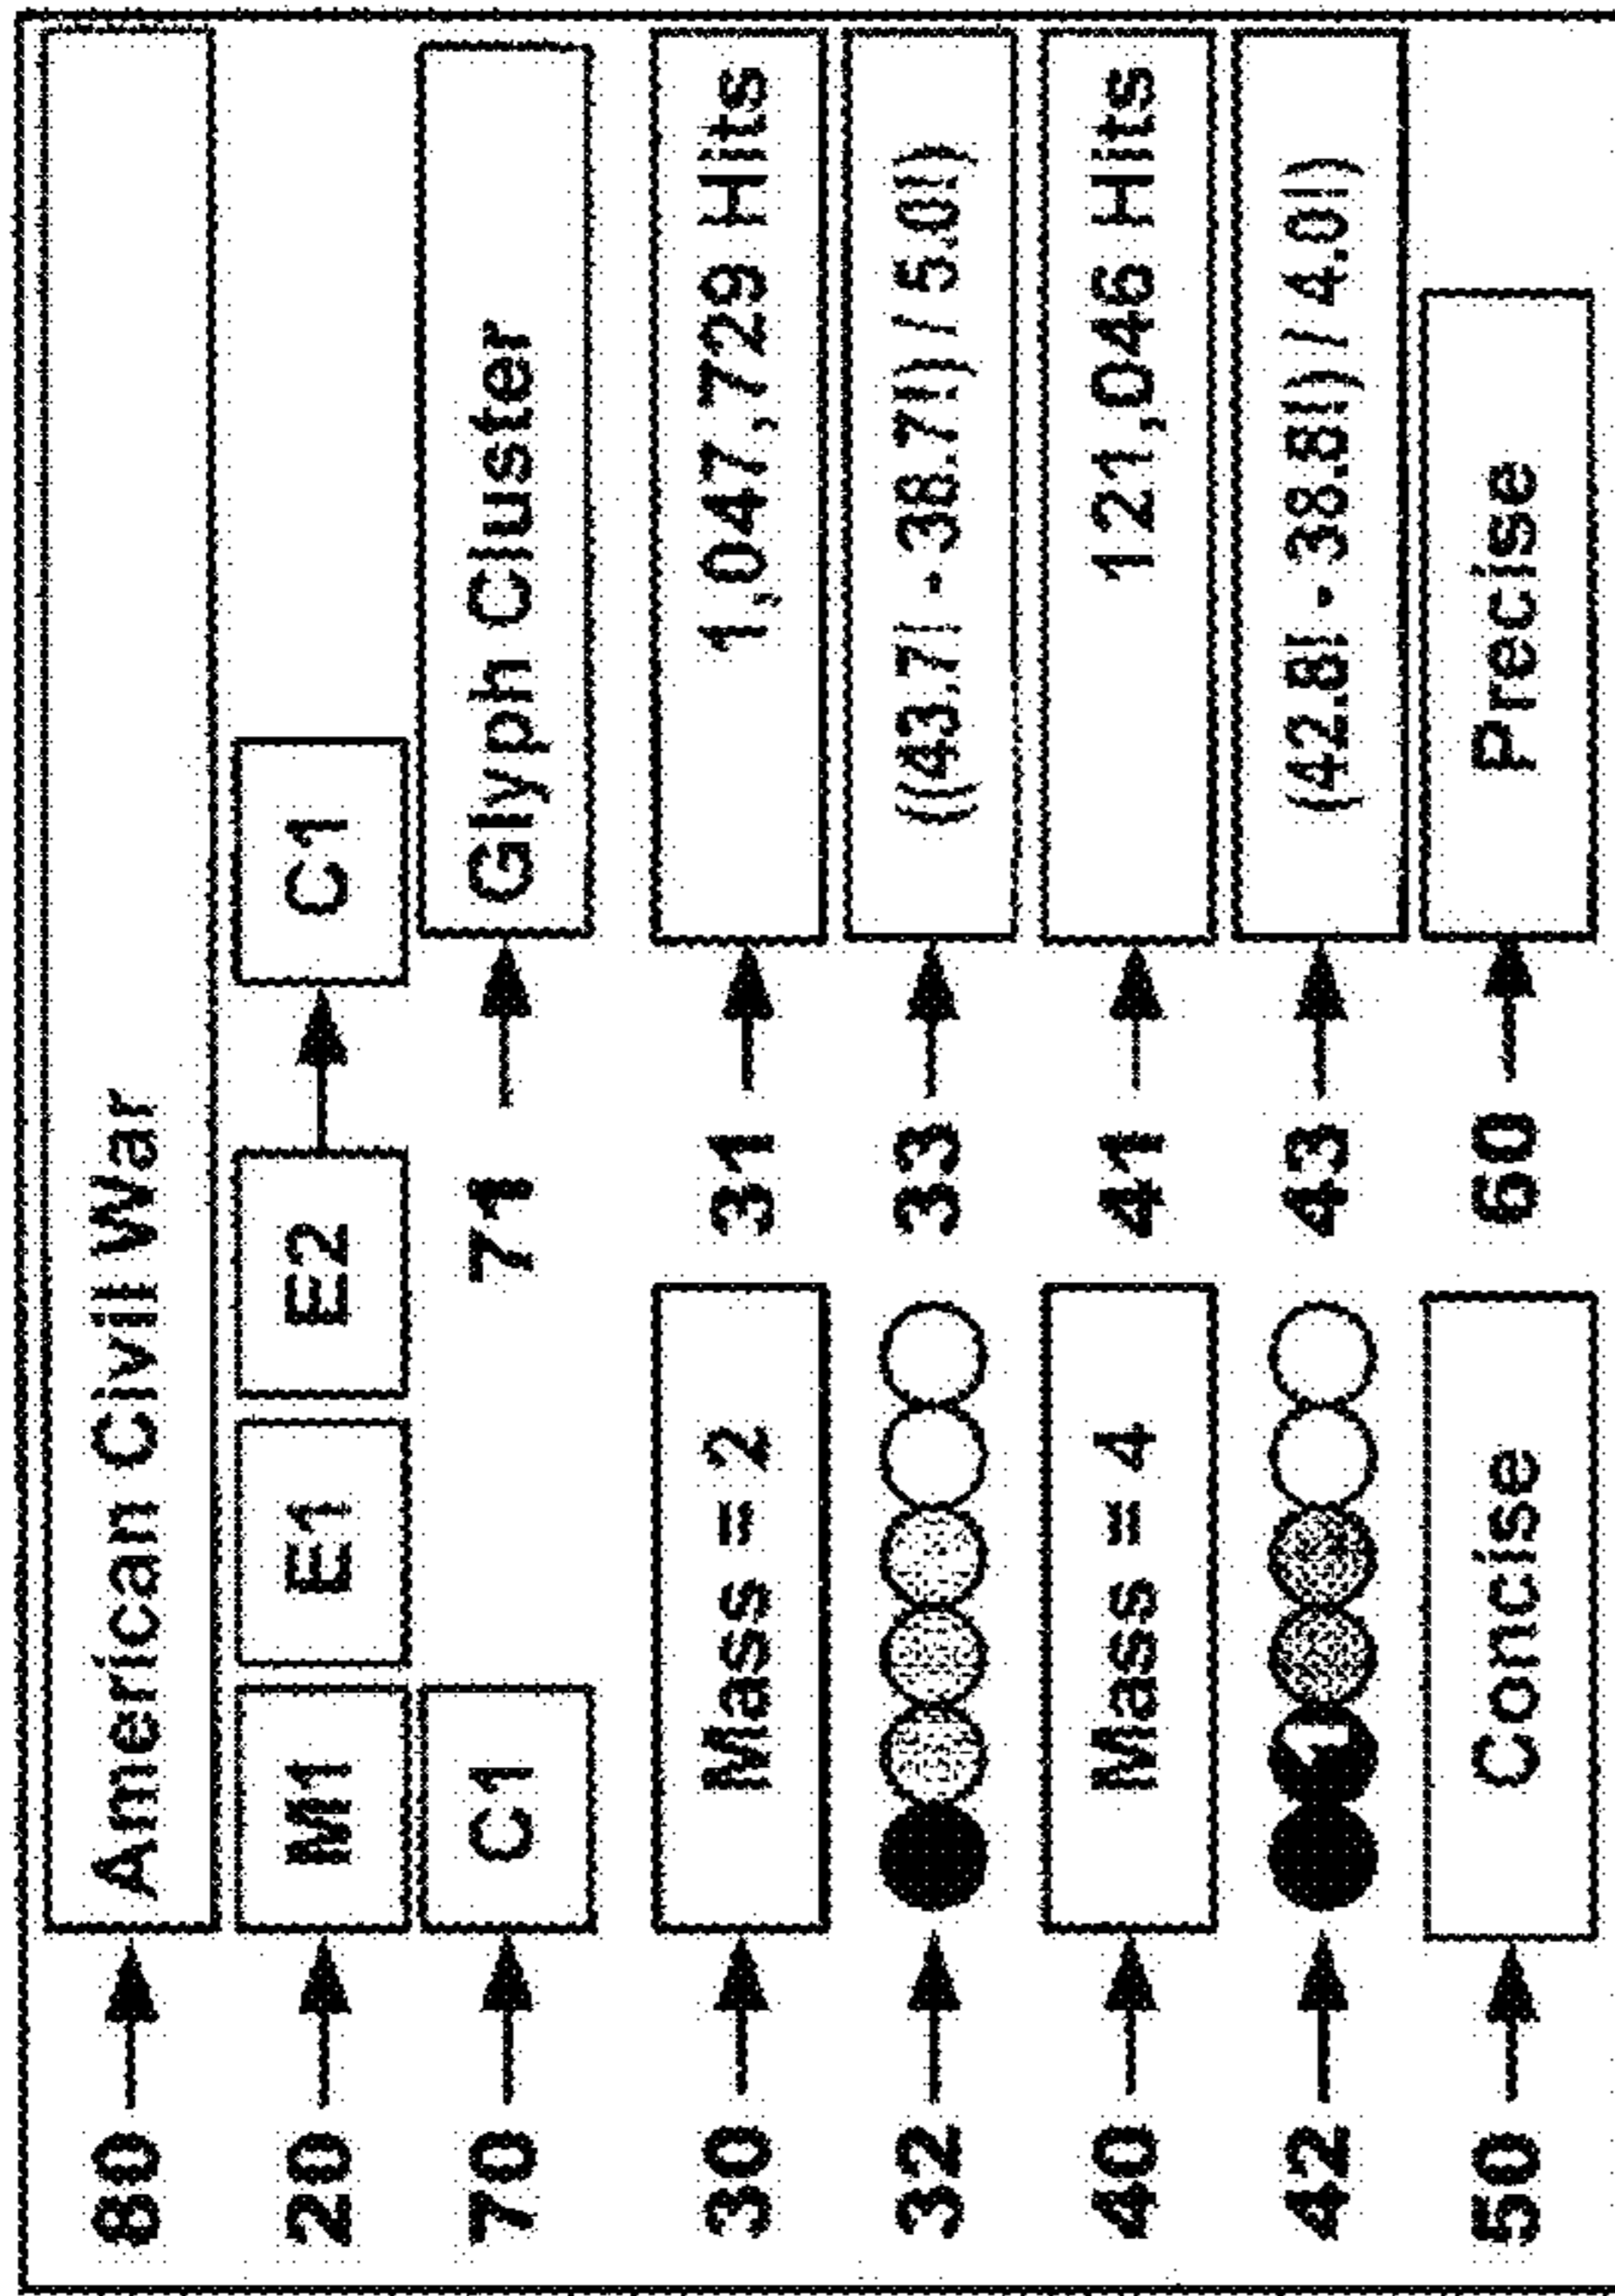 80 American Civil War
20 M1 E1 E2 C1
70 C1 71 Glyph Cluster
30 Mass = 2 31 1,047,729 Hits
32 33 ((43.7! - 38.7!) / 5.0!)
40 Mass = 4 41 121,046 Hits
42 1 43 (42.8! - 38.8!) / 4.0!)
50 Concise 60 Precise